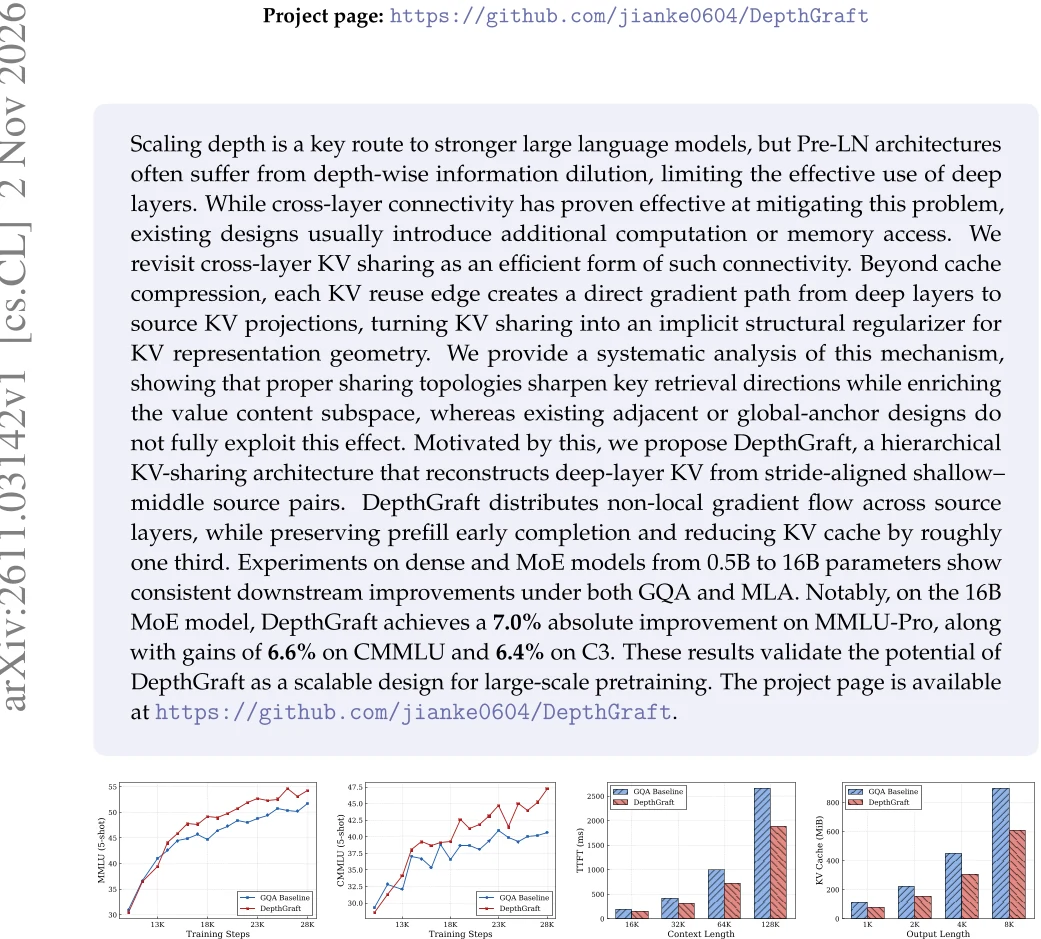 Project page: https://github.com/jianke0604/DepthGraft
arXiv:2611.03142v1 [cs.CL] 2 Nov 2026
Scaling depth is a key route to stronger large language models, but Pre-LN architectures
often suffer from depth-wise information dilution, limiting the effective use of deep
layers. While cross-layer connectivity has proven effective at mitigating this problem,
existing designs usually introduce additional computation or memory access. We
revisit cross-layer KV sharing as an efficient form of such connectivity. Beyond cache
compression, each KV reuse edge creates a direct gradient path from deep layers to
source KV projections, turning KV sharing into an implicit structural regularizer for
KV representation geometry. We provide a systematic analysis of this mechanism,
showing that proper sharing topologies sharpen key retrieval directions while enriching
the value content subspace, whereas existing adjacent or global-anchor designs do
not fully exploit this effect. Motivated by this, we propose DepthGraft, a hierarchical
KV-sharing architecture that reconstructs deep-layer KV from stride-aligned shallow–
middle source pairs. DepthGraft distributes non-local gradient flow across source
layers, while preserving prefill early completion and reducing KV cache by roughly
one third. Experiments on dense and MoE models from 0.5B to 16B parameters show
consistent downstream improvements under both GQA and MLA. Notably, on the 16B
MoE model, DepthGraft achieves a 7.0% absolute improvement on MMLU-Pro, along
with gains of 6.6% on CMMLU and 6.4% on C3. These results validate the potential of
DepthGraft as a scalable design for large-scale pretraining. The project page is available
at https://github.com/jianke0604/DepthGraft.
MMLU (5-shot)
55
50
45
40
35
30
GQA Baseline
DepthGraft
13K 18K 23K 28K
Training Steps
CMMLU (5-shot)
47.5
45.0
42.5
40.0
37.5
35.0
32.5
30.0
GQA Baseline
DepthGraft
13K 18K 23K 28K
Training Steps
TTFT (ms)
2500
2000
1500
1000
500
0
GQA Baseline
DepthGraft
16K 32K 64K 128K
Context Length
KV Cache (MiB)
800
600
400
200
0
GQA Baseline
DepthGraft
1K 2K 4K 8K
Output Length